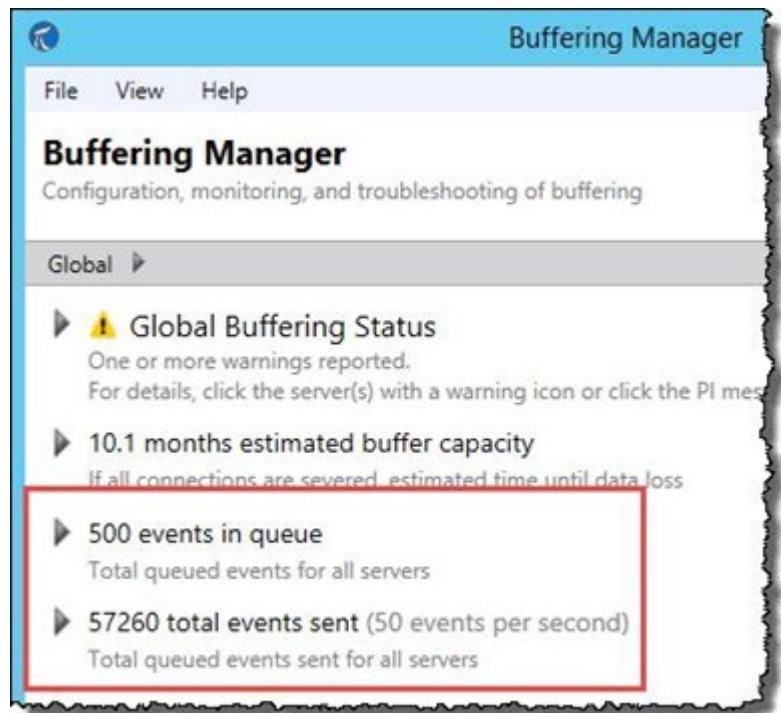 Buffering Manager
File View Help
Buffering Manager
Configuration, monitoring, and troubleshooting of buffering
Global
Global Buffering Status
One or more warnings reported.
For details, click the server(s) with a warning icon or click the PI mes
10.1 months estimated buffer capacity
If all connections are severed, estimated time until data loss
500 events in queue
Total queued events for all servers
57260 total events sent (50 events per second)
Total queued events sent for all servers